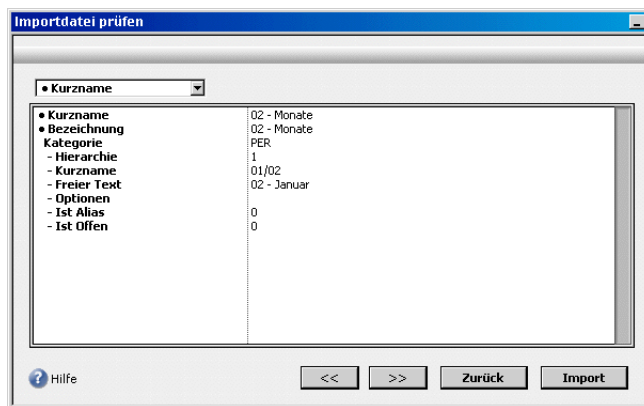 Importdatei prüfen
• Kurzname
• Kurzname 02 - Monate
• Bezeichnung 02 - Monate
Kategorie PER
- Hierarchie 1
- Kurzname 01/02
- Freier Text 02 - Januar
- Optionen
- Ist Alias 0
- Ist Offen 0
? Hilfe << >> Zurück Import